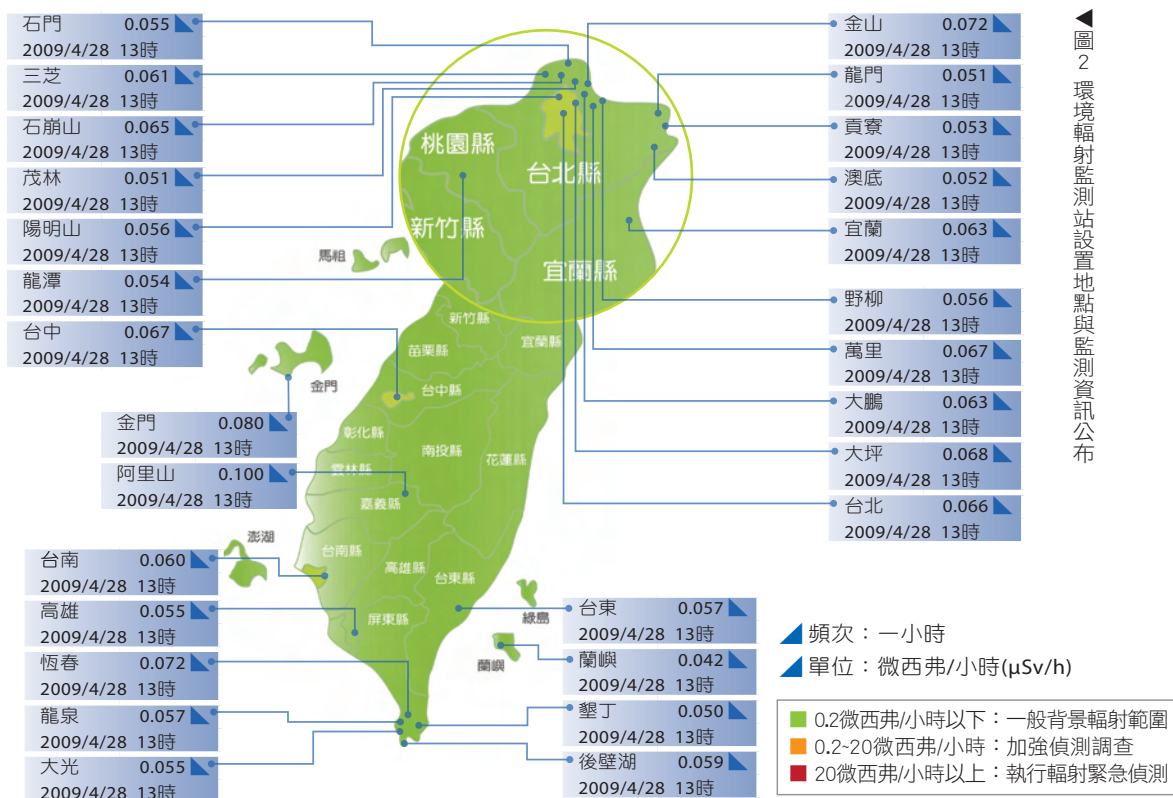 石門 0.055
2009/4/28 13時
三芝 0.061
2009/4/28 13時
石崩山 0.065
2009/4/28 13時
茂林 0.051
2009/4/28 13時
陽明山 0.056
2009/4/28 13時
龍潭 0.054
2009/4/28 13時
台中 0.067
2009/4/28 13時
金門 0.080
2009/4/28 13時
阿里山 0.100
2009/4/28 13時
台南 0.060
2009/4/28 13時
高雄 0.055
2009/4/28 13時
恆春 0.072
2009/4/28 13時
龍泉 0.057
2009/4/28 13時
大光 0.055
2009/4/28 13時
桃園縣
台北縣
新竹縣
宜蘭縣
馬祖
新竹縣
宜蘭縣
苗栗縣
金門
台中縣
彰化縣
南投縣
花蓮縣
雲林縣
嘉義縣
澎湖
台南縣
高雄縣
台東縣
屏東縣
綠島
蘭嶼
金山 0.072
2009/4/28 13時
龍門 0.051
2009/4/28 13時
貢寮 0.053
2009/4/28 13時
澳底 0.052
2009/4/28 13時
宜蘭 0.063
2009/4/28 13時
野柳 0.056
2009/4/28 13時
萬里 0.067
2009/4/28 13時
大鵬 0.063
2009/4/28 13時
大坪 0.068
2009/4/28 13時
台北 0.066
2009/4/28 13時
台東 0.057
2009/4/28 13時
蘭嶼 0.042
2009/4/28 13時
墾丁 0.050
2009/4/28 13時
後壁湖 0.059
2009/4/28 13時
◀圖2 環境輻射監測站設置地點與監測資訊公布
頻次：一小時
單位：微西弗/小時(μSv/h)
0.2微西弗/小時以下：一般背景輻射範圍
0.2~20微西弗/小時：加強偵測調查
20微西弗/小時以上：執行輻射緊急偵測